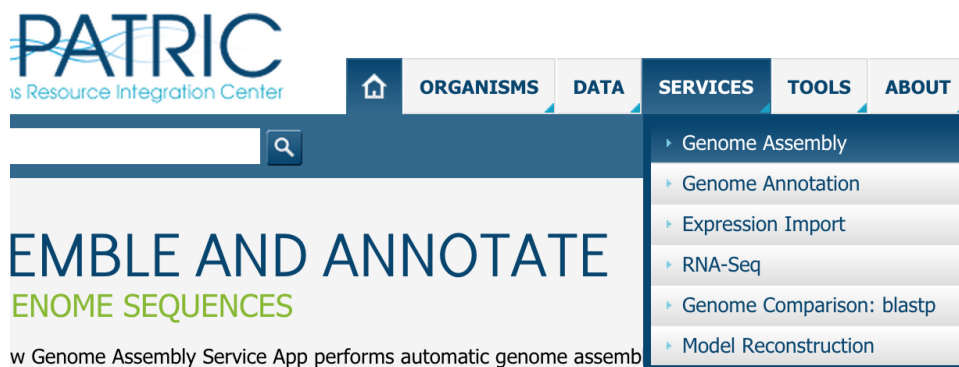 PATRIC
ns Resource Integration Center
ORGANISMS DATA SERVICES TOOLS ABOUT
Genome Assembly
Genome Annotation
Expression Import
RNA-Seq
Genome Comparison: blastp
Model Reconstruction
EMBLE AND ANNOTATE
ENOME SEQUENCES
w Genome Assembly Service App performs automatic genome assemb